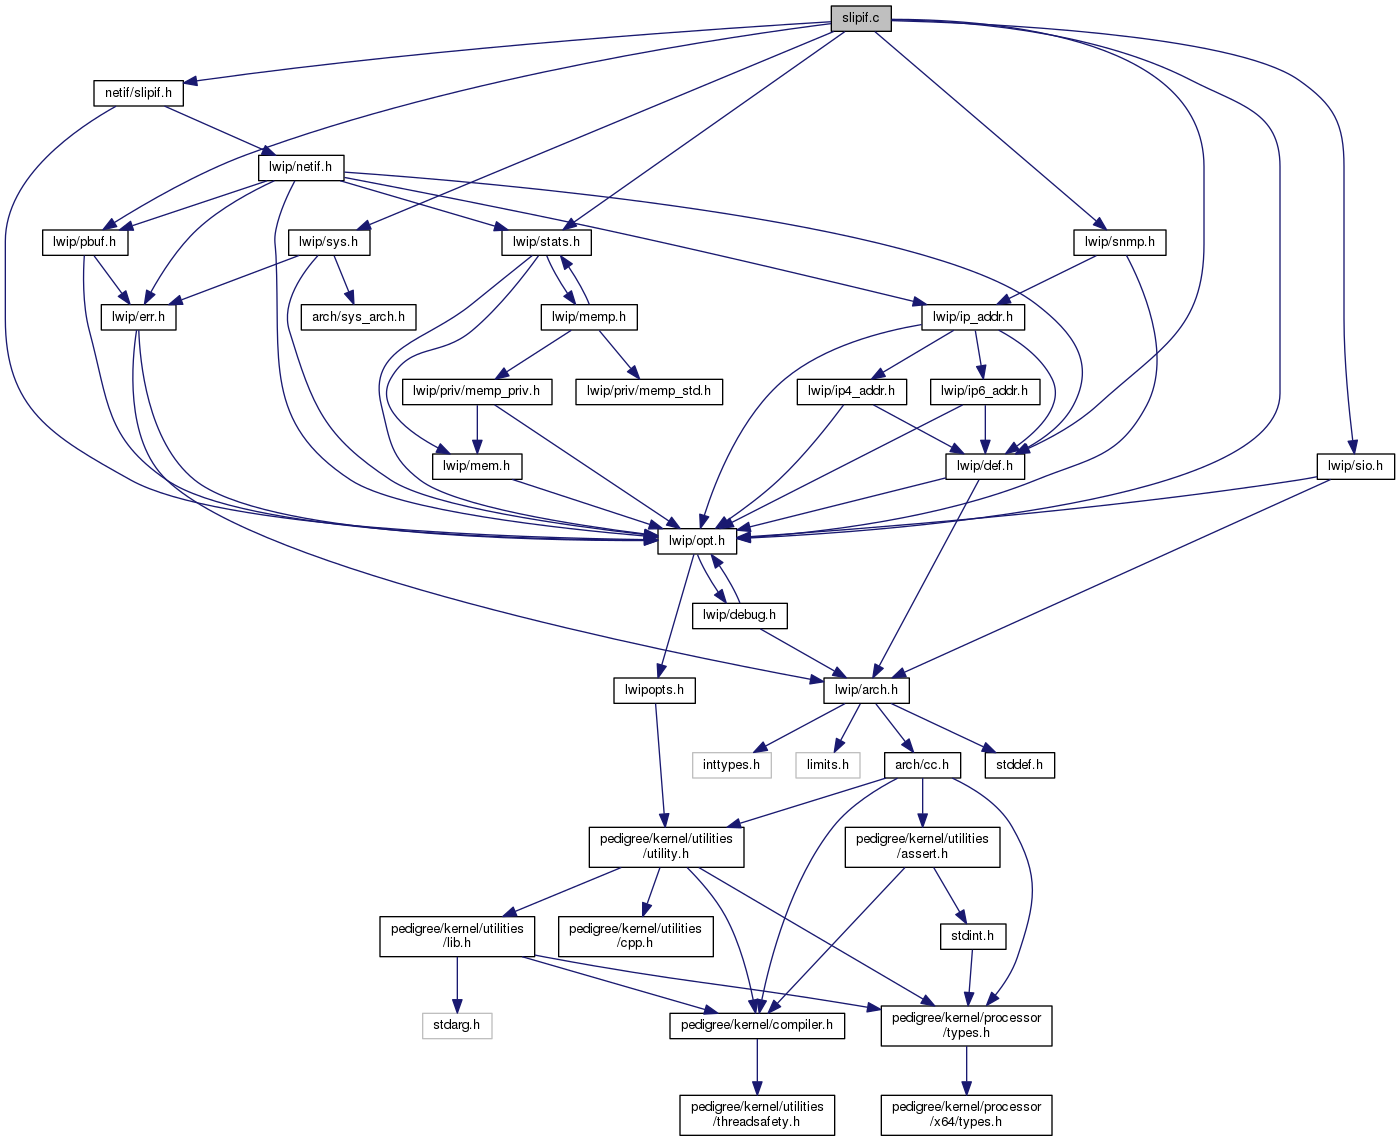 slipif.c
netif/slipif.h
lwip/netif.h
lwip/pbuf.h
lwip/sys.h
lwip/stats.h
lwip/snmp.h
lwip/err.h
arch/sys_arch.h
lwip/memp.h
lwip/ip_addr.h
lwip/priv/memp_priv.h
lwip/priv/memp_std.h
lwip/ip4_addr.h
lwip/ip6_addr.h
lwip/mem.h
lwip/def.h
lwip/sio.h
lwip/opt.h
lwip/debug.h
lwipopts.h
lwip/arch.h
inttypes.h
limits.h
arch/cc.h
stddef.h
pedigree/kernel/utilities
/utility.h
pedigree/kernel/utilities
/assert.h
pedigree/kernel/utilities
/lib.h
pedigree/kernel/utilities
/cpp.h
stdint.h
stdarg.h
pedigree/kernel/compiler.h
pedigree/kernel/processor
/types.h
pedigree/kernel/utilities
/threadsafety.h
pedigree/kernel/processor
/x64/types.h